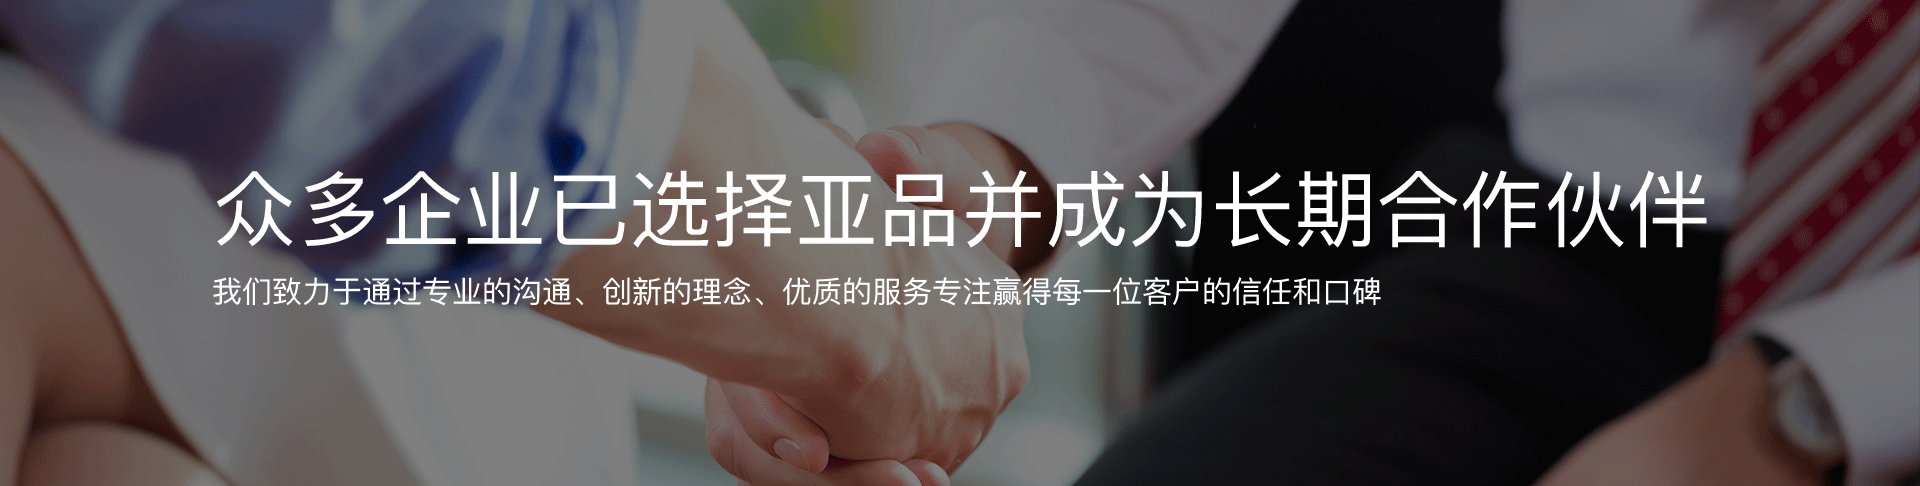 众多企业已选择亚品并成为长期合作伙伴
我们致力于通过专业的沟通、创新的理念、优质的服务专注赢得每一位客户的信任和口碑